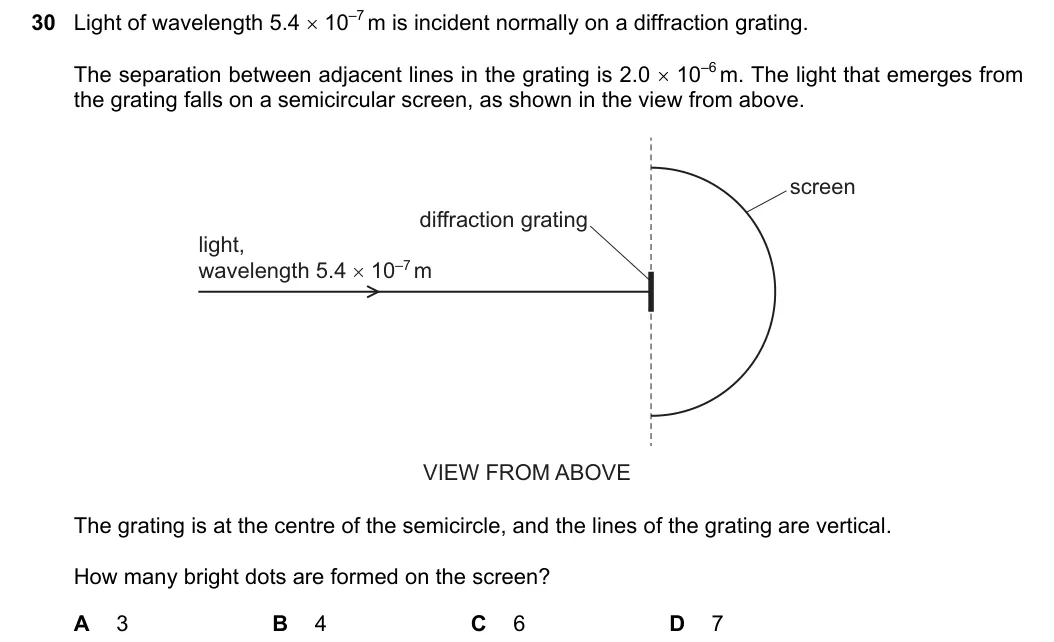 30 Light of wavelength 5.4 × 10⁻⁷ m is incident normally on a diffraction grating.
The separation between adjacent lines in the grating is 2.0 × 10⁻⁶ m. The light that emerges from
the grating falls on a semicircular screen, as shown in the view from above.
screen
diffraction grating
light,
wavelength 5.4 × 10⁻⁷ m
VIEW FROM ABOVE
The grating is at the centre of the semicircle, and the lines of the grating are vertical.
How many bright dots are formed on the screen?
A 3 B 4 C 6 D 7